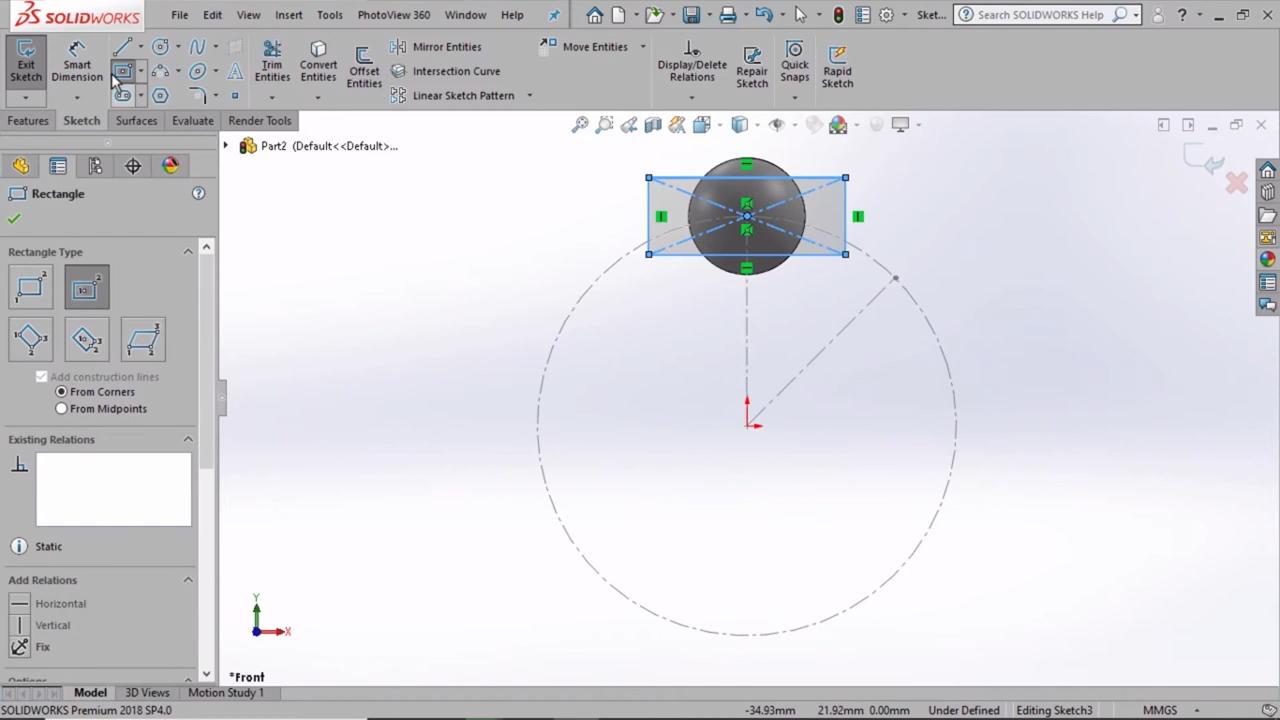 SOLIDWORKS File Edit View Insert Tools PhotoView 360 Window Help Sket... Search SOLIDWORKS Help ?
Exit Sketch
Smart Dimension
Trim Entities
Convert Entities
Offset Entities
Mirror Entities
Intersection Curve
Linear Sketch Pattern
Move Entities
Display/Delete Relations
Repair Sketch
Quick Snaps
Rapid Sketch
Features Sketch Surfaces Evaluate Render Tools
Part2 (Default<<Default>...
Rectangle
Rectangle Type
Add construction lines
From Corners
From Midpoints
Existing Relations
Static
Add Relations
Horizontal
Vertical
Fix
Y
X
*Front
Model 3D Views Motion Study 1
SOLIDWORKS Premium 2018 SP4.0 -34.93mm 21.92mm 0.00mm Under Defined Editing Sketch3 MMGS